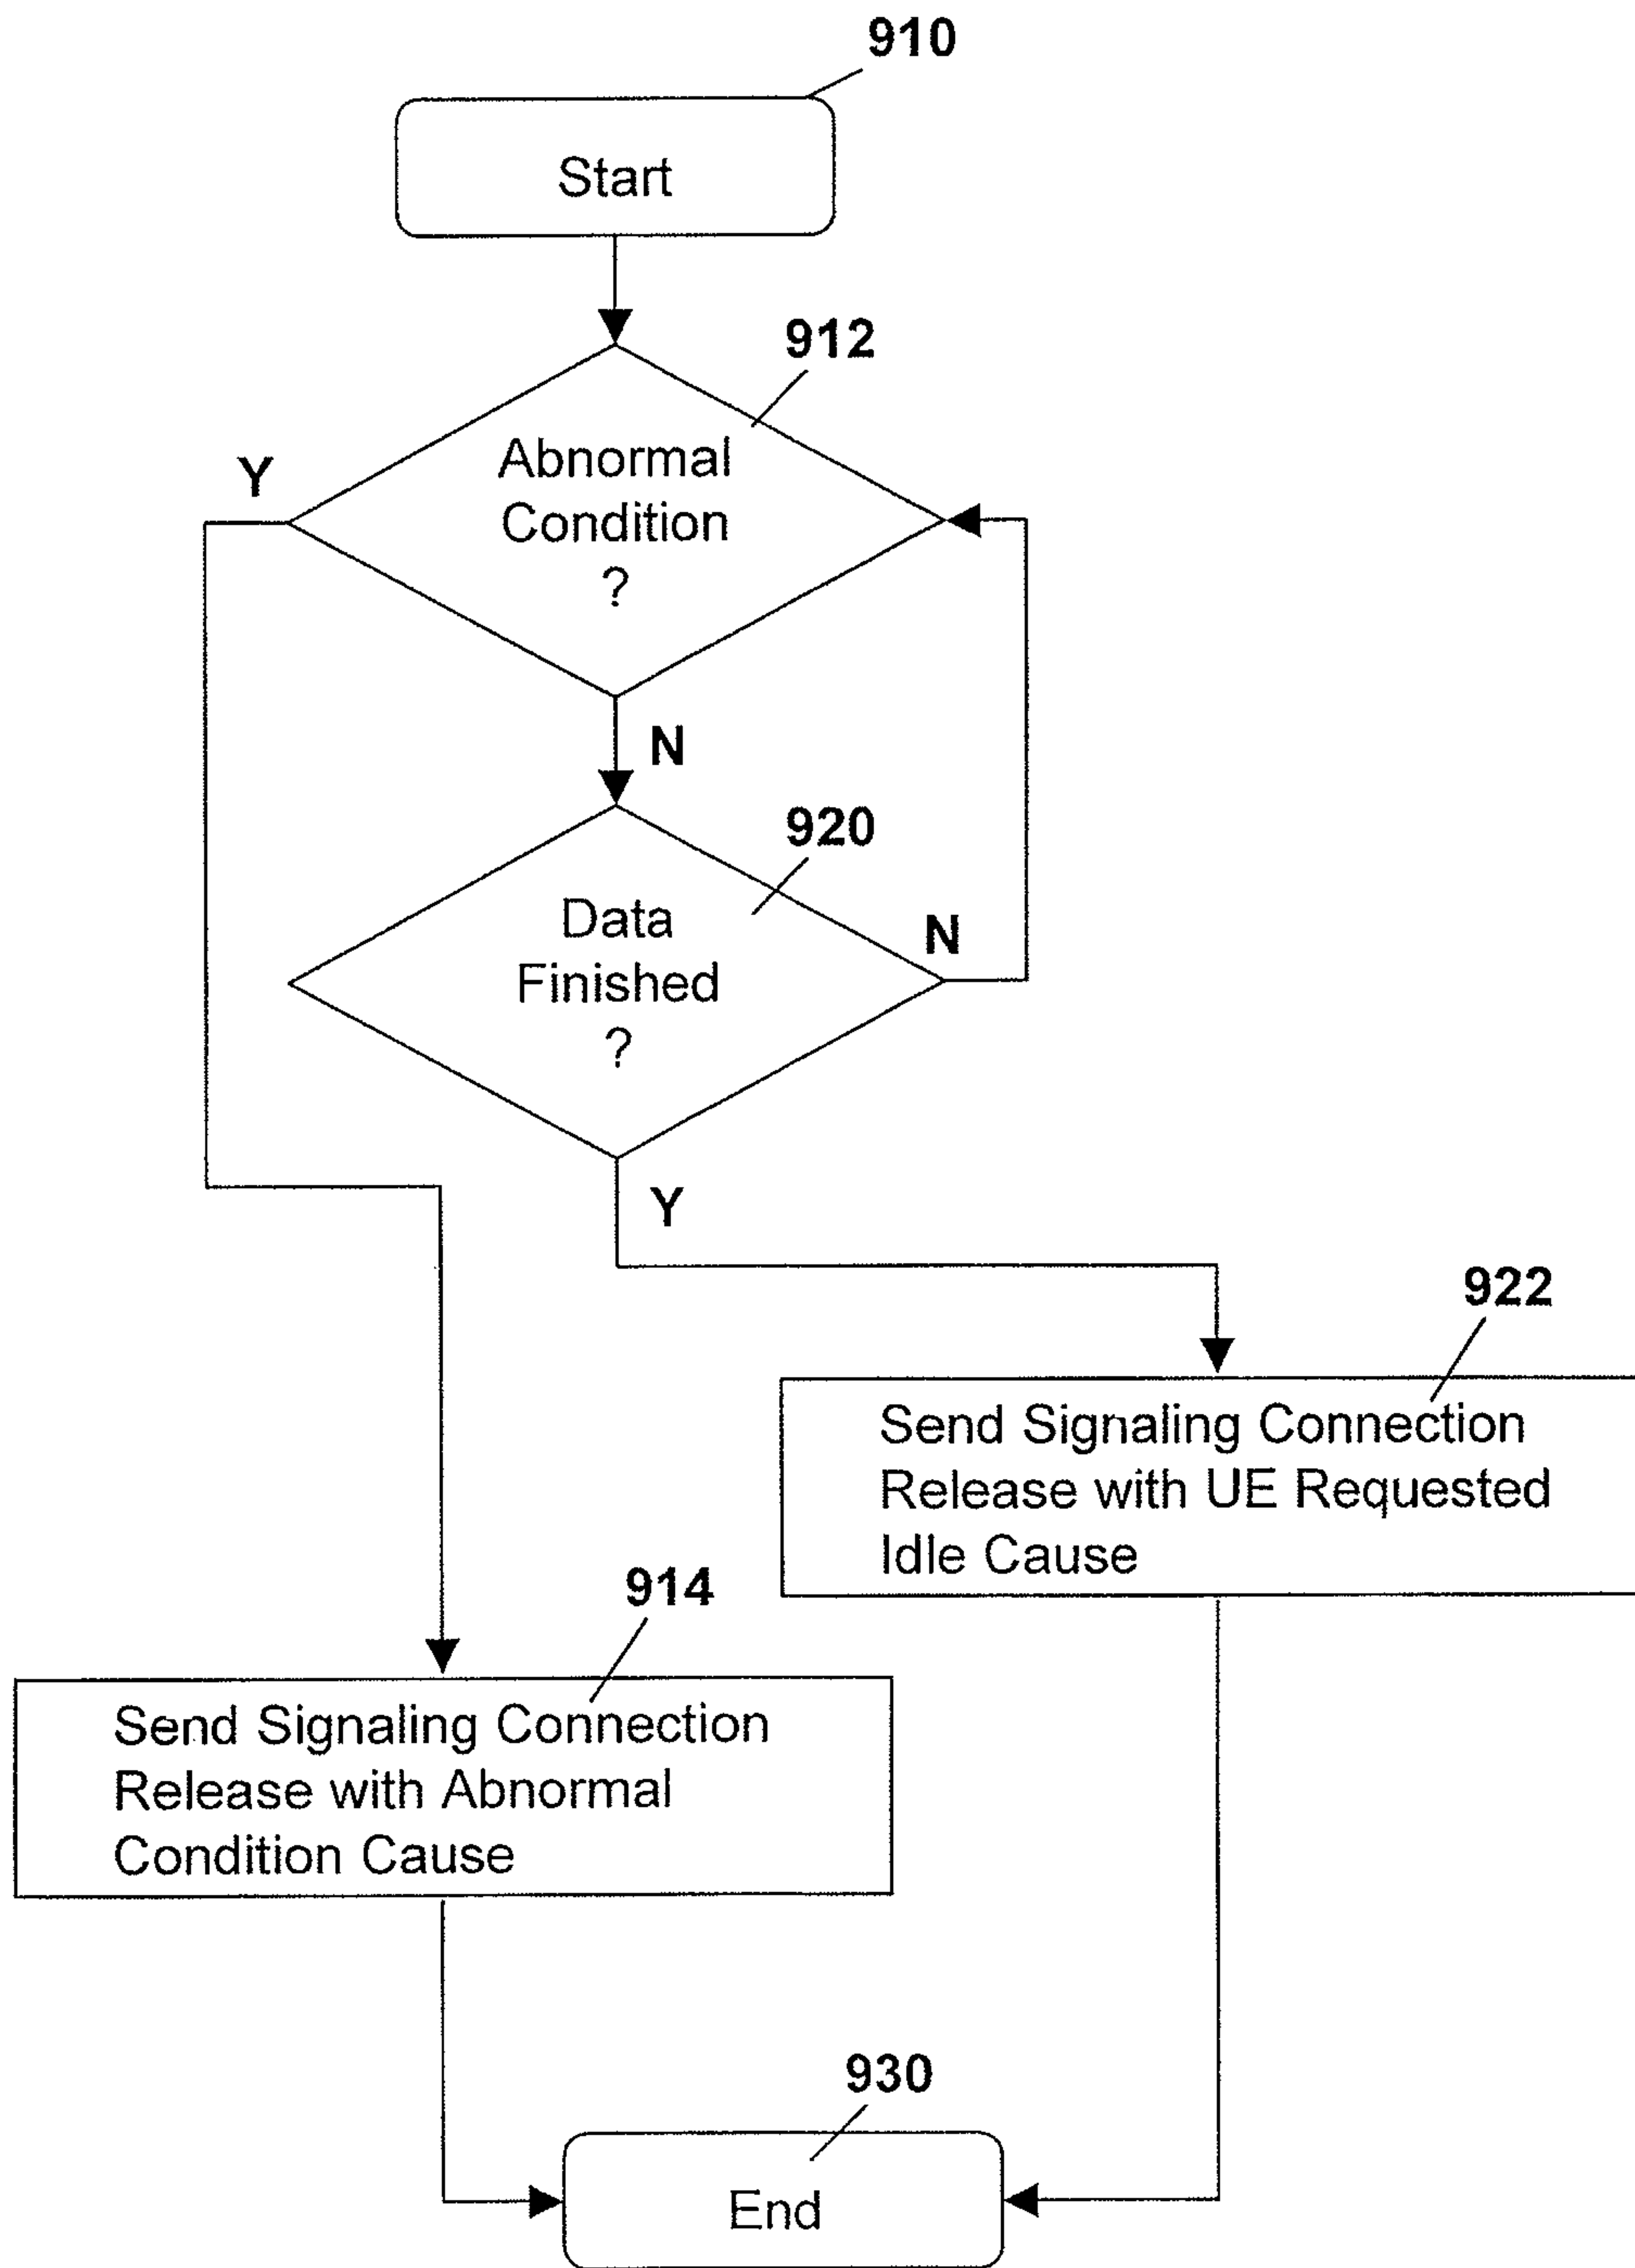 910
Start
912
Abnormal
Condition
?
Y
N
920
Data
Finished
?
N
Y
922
Send Signaling Connection
Release with UE Requested
Idle Cause
914
Send Signaling Connection
Release with Abnormal
Condition Cause
930
End